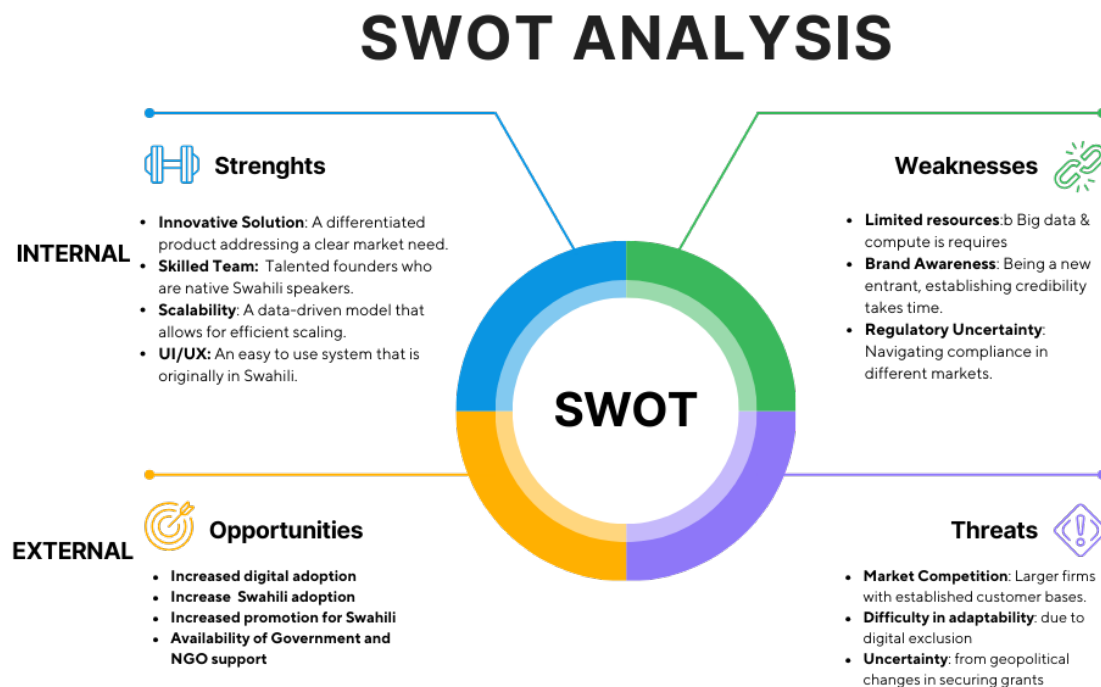 SWOT ANALYSIS
Strenghts
Weaknesses
INTERNAL
• Innovative Solution: A differentiated
product addressing a clear market need.
• Skilled Team: Talented founders who
are native Swahili speakers.
• Scalability: A data-driven model that
allows for efficient scaling.
• UI/UX: An easy to use system that is
originally in Swahili.
• Limited resources:b Big data &
compute is requires
• Brand Awareness: Being a new
entrant, establishing credibility
takes time.
• Regulatory Uncertainty:
Navigating compliance in
different markets.
SWOT
Opportunities
Threats
EXTERNAL
• Increased digital adoption
• Increase Swahili adoption
• Increased promotion for Swahili
• Availability of Government and
NGO support
• Market Competition: Larger firms
with established customer bases.
• Difficulty in adaptability: due to
digital exclusion
• Uncertainty: from geopolitical
changes in securing grants